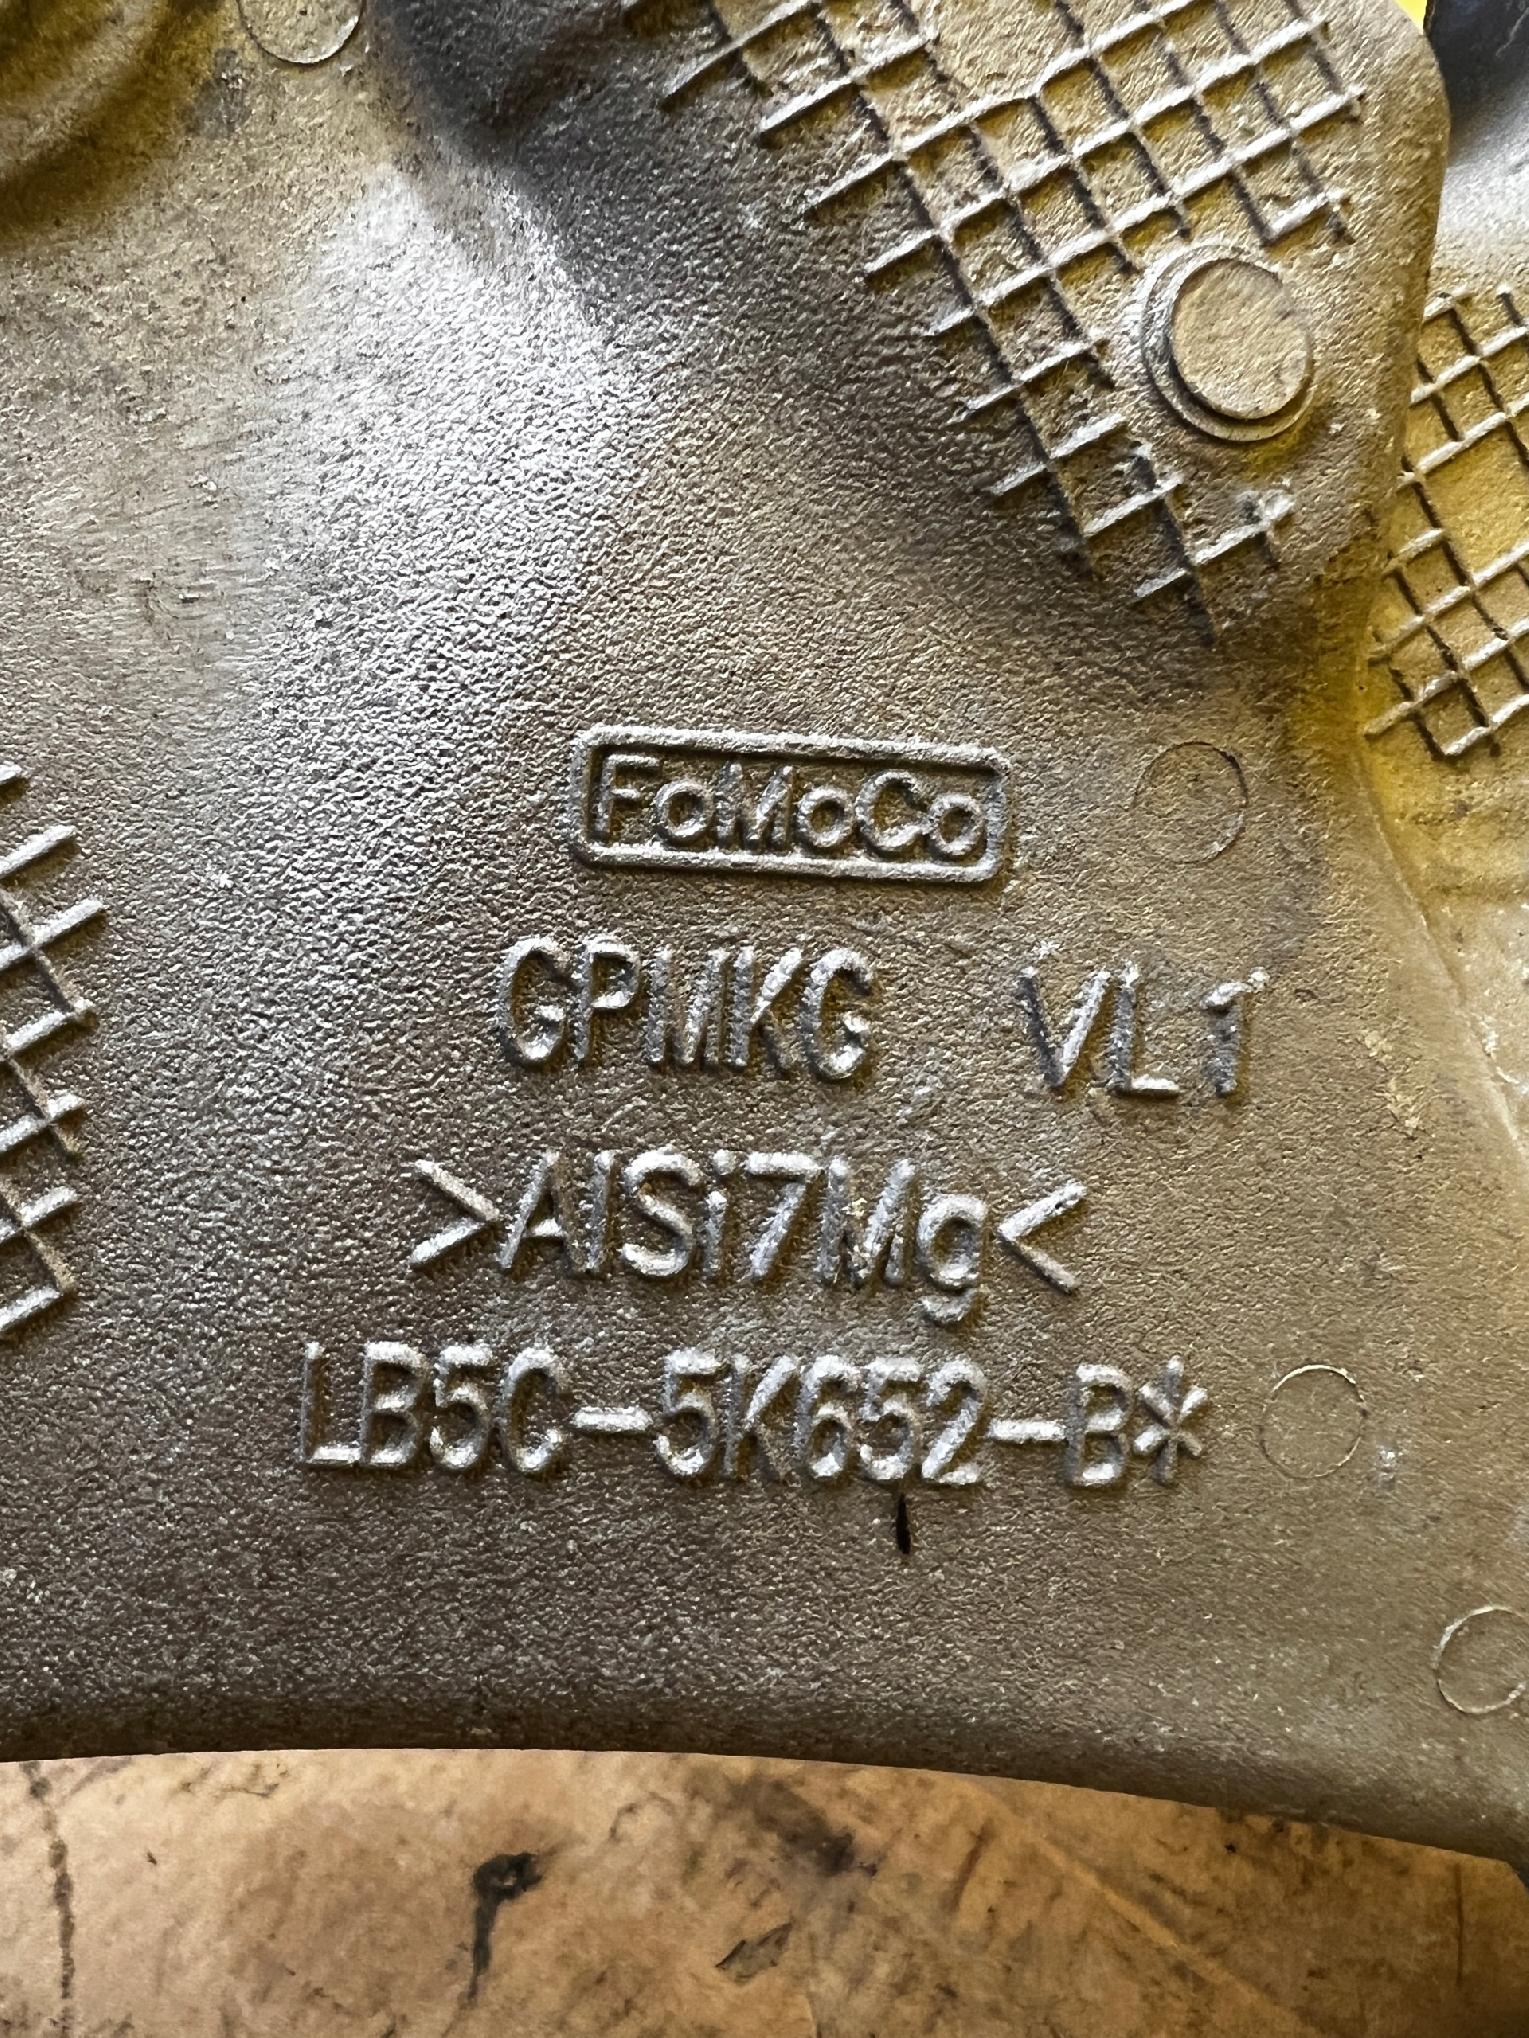 FoMoCo
GPMKG VL1
>AlSi7Mg<
LB5C-5K652-B*